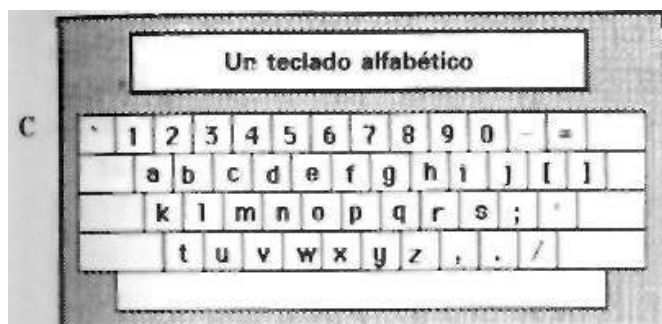 Un teclado alfabético
C
` 1 2 3 4 5 6 7 8 9 0 - =
a b c d e f g h i j [ ]
k l m n o p q r s ; '
t u v w x y z , . /